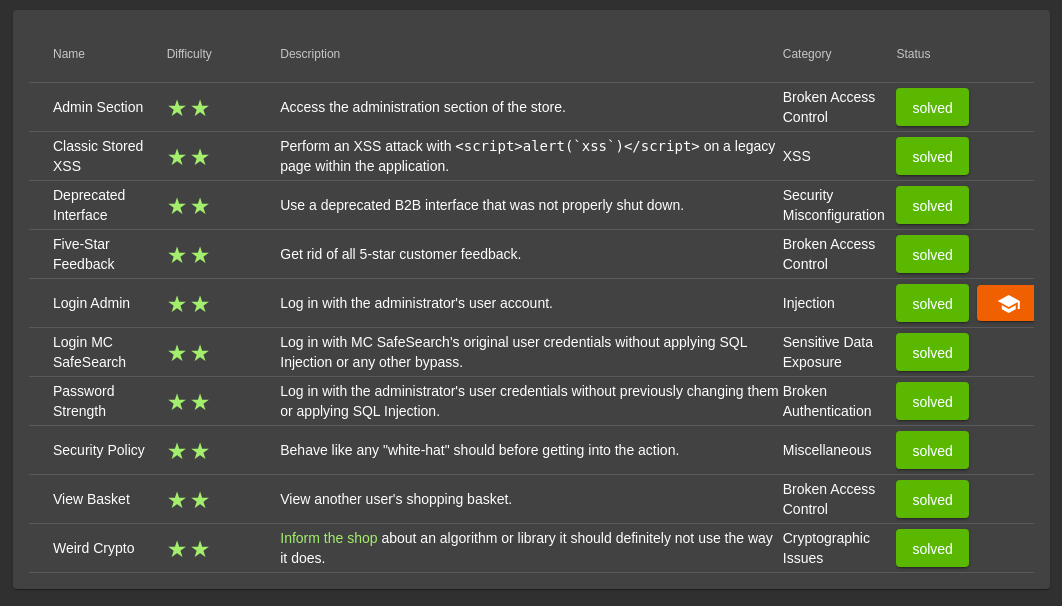 Name Difficulty Description Category Status
Admin Section Access the administration section of the store. Broken Access Control solved
Classic Stored XSS Perform an XSS attack with <script>alert(`xss`)</script> on a legacy page within the application. XSS solved
Deprecated Interface Use a deprecated B2B interface that was not properly shut down. Security Misconfiguration solved
Five-Star Feedback Get rid of all 5-star customer feedback. Broken Access Control solved
Login Admin Log in with the administrator's user account. Injection solved
Login MC SafeSearch Log in with MC SafeSearch's original user credentials without applying SQL Injection or any other bypass. Sensitive Data Exposure solved
Password Strength Log in with the administrator's user credentials without previously changing them or applying SQL Injection. Broken Authentication solved
Security Policy Behave like any "white-hat" should before getting into the action. Miscellaneous solved
View Basket View another user's shopping basket. Broken Access Control solved
Weird Crypto Inform the shop about an algorithm or library it should definitely not use the way it does. Cryptographic Issues solved